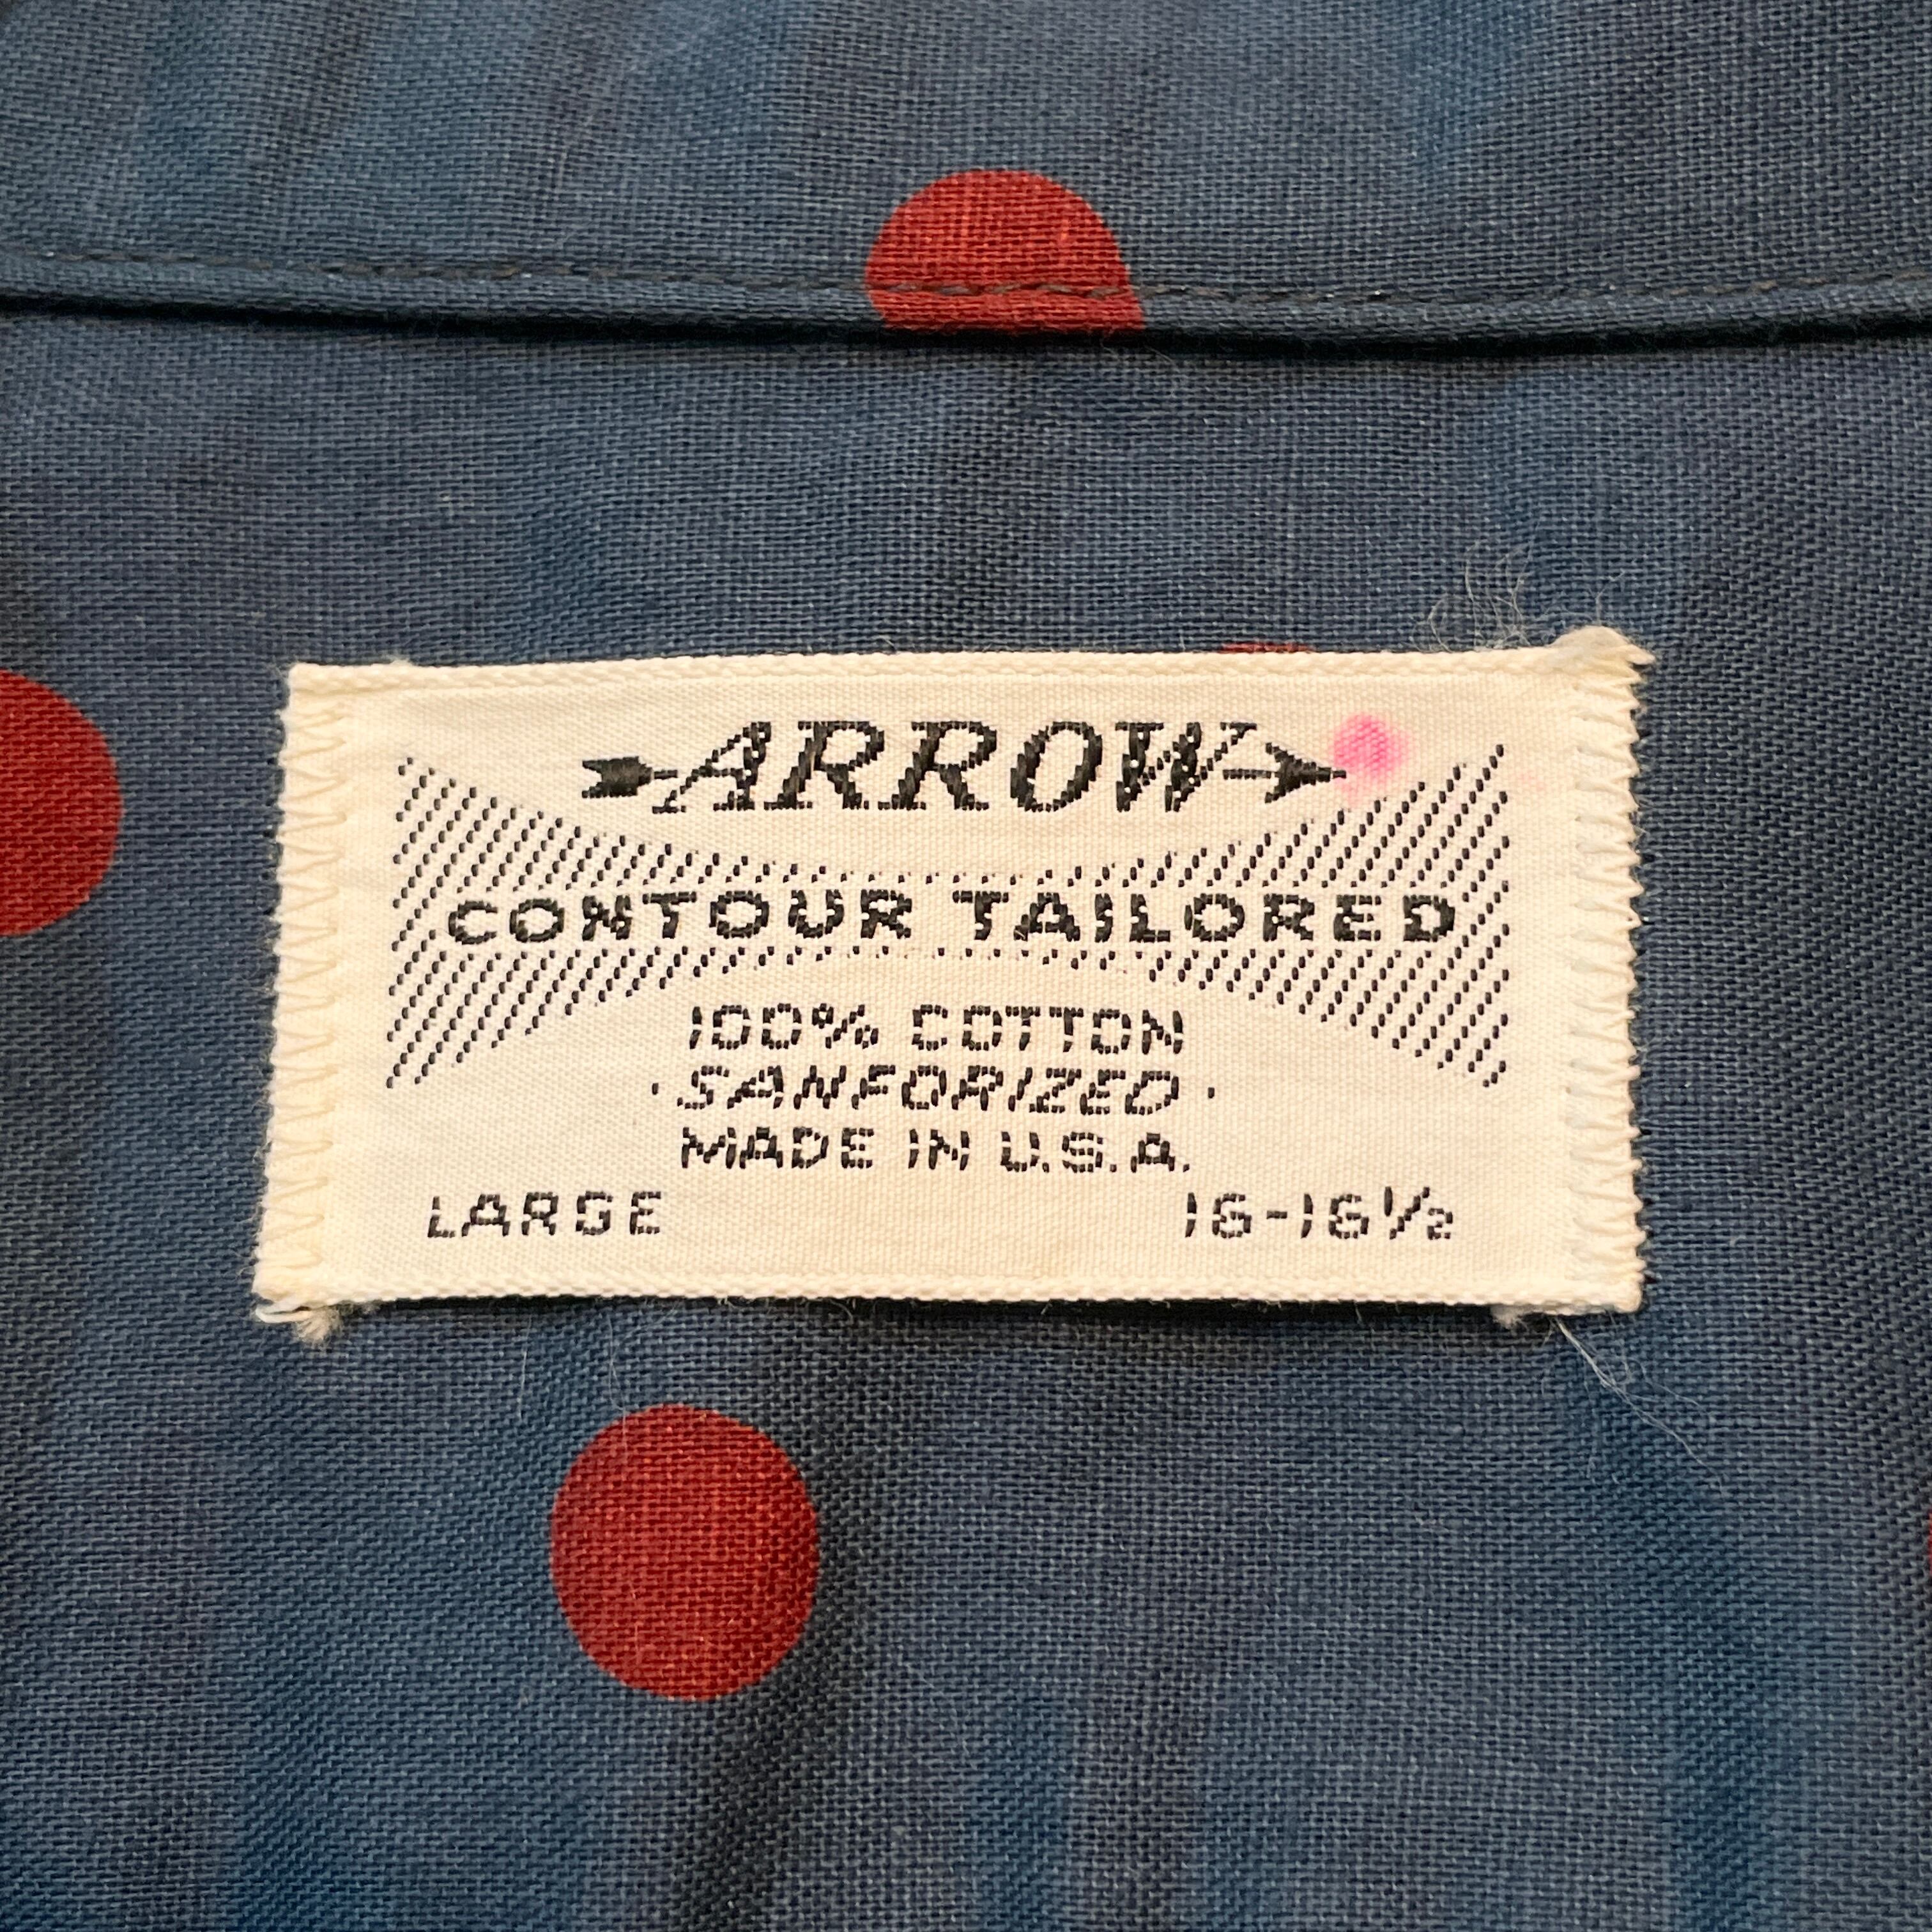 ARROW
CONTOUR TAILORED
100% COTTON
· SANFORIZED ·
MADE IN U.S.A.
LARGE 16-16½